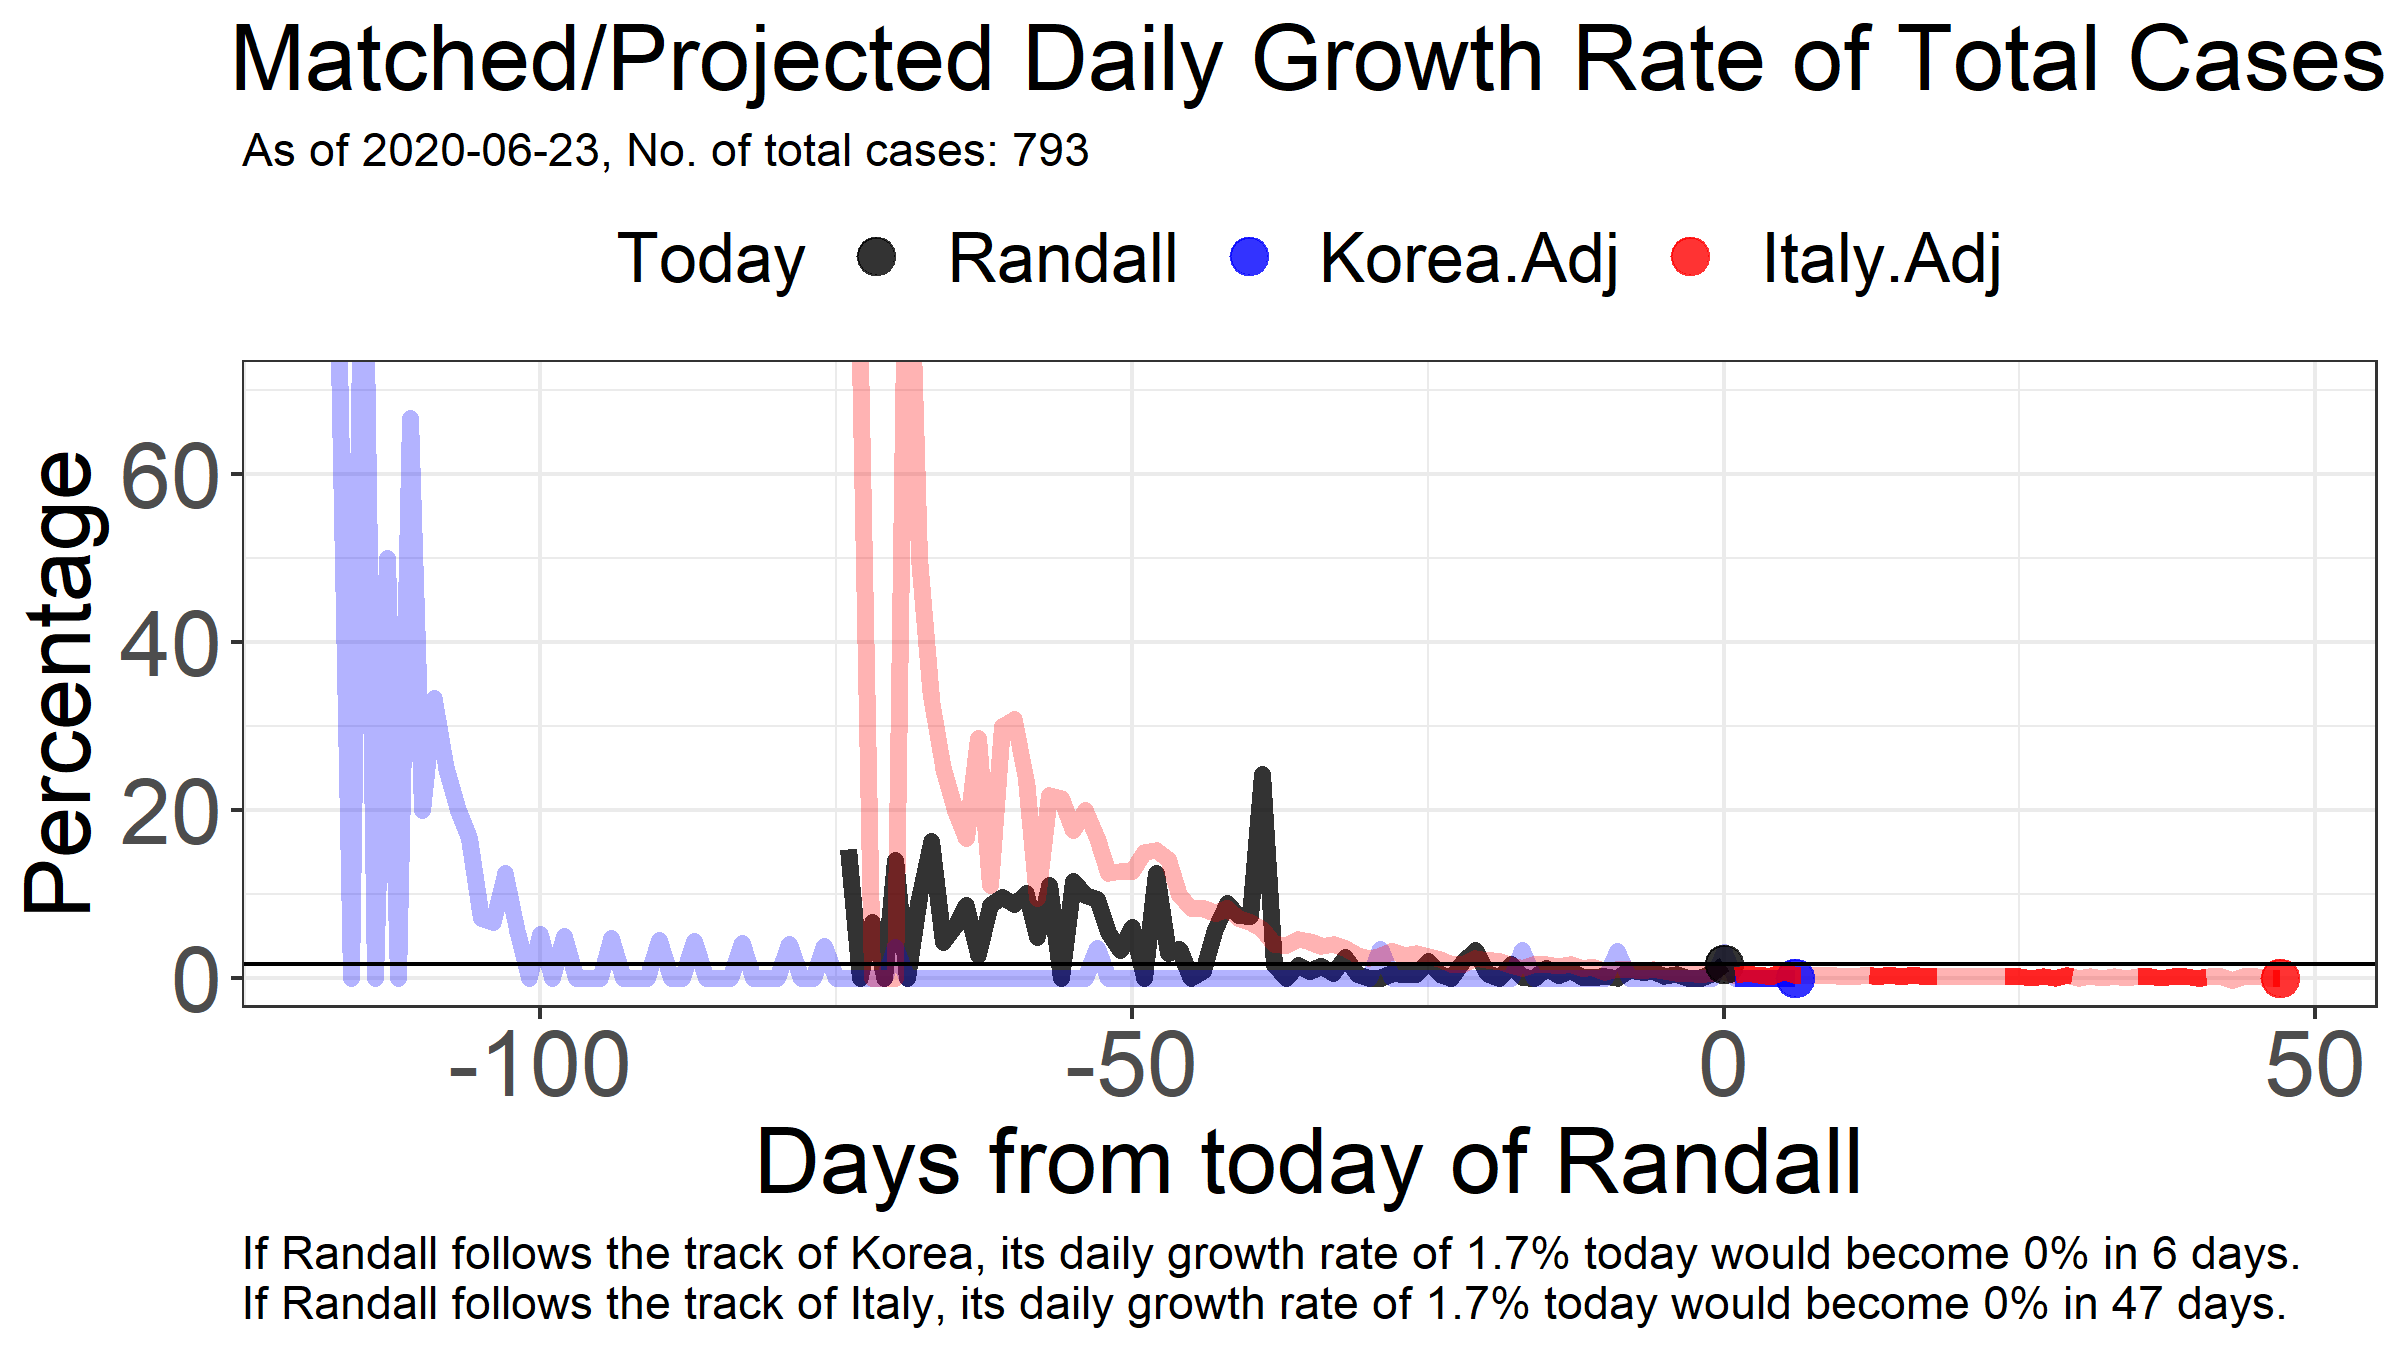 Matched/Projected Daily Growth Rate of Total Cases
As of 2020-06-23, No. of total cases: 793
Today Randall Korea.Adj Italy.Adj
Percentage
60
40
20
0
-100 -50 0 50
Days from today of Randall
If Randall follows the track of Korea, its daily growth rate of 1.7% today would become 0% in 6 days.
If Randall follows the track of Italy, its daily growth rate of 1.7% today would become 0% in 47 days.